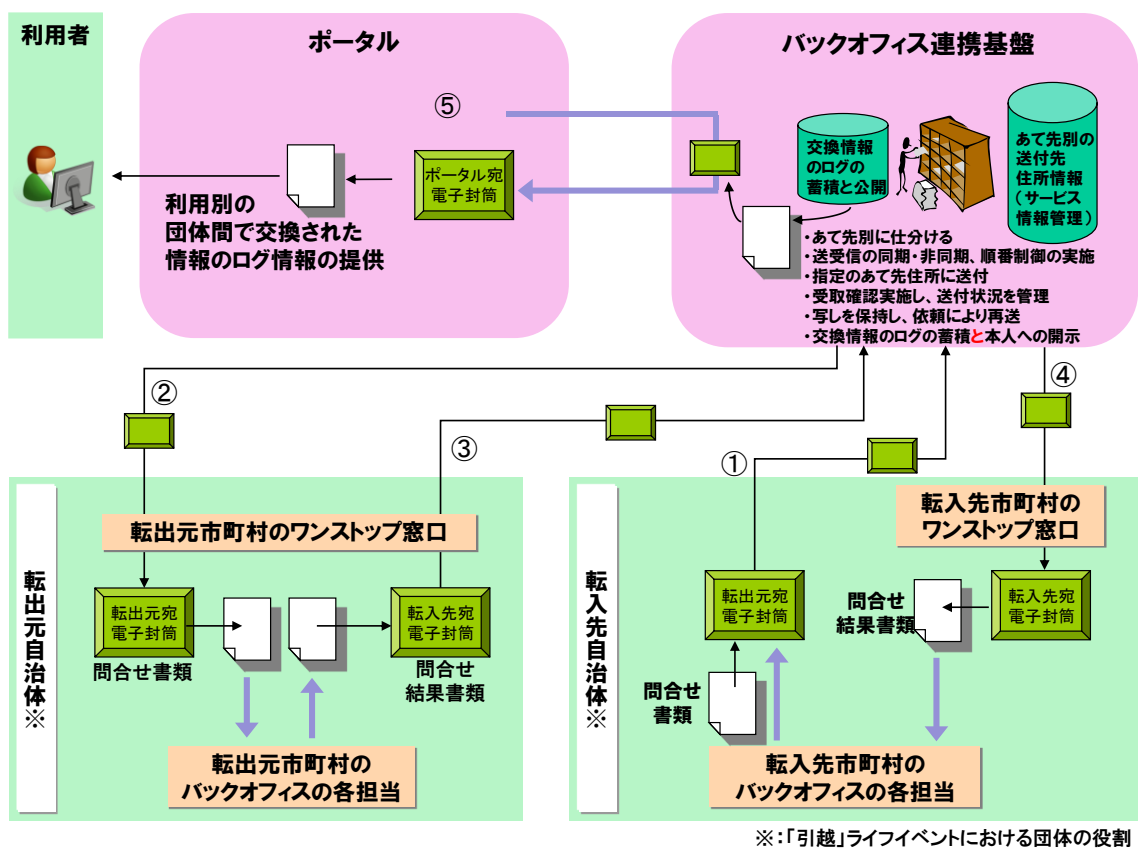 利用者
ポータル
⑤
ポータル宛
電子封筒
利用別の
団体間で交換された
情報のログ情報の提供
バックオフィス連携基盤
交換情報
のログの
蓄積と公開
あて先別の
送付先
住所情報
(サービス
情報管理)
・あて先別に仕分ける
・送受信の同期・非同期、順番制御の実施
・指定のあて先住所に送付
・受取確認実施し、送付状況を管理
・写しを保持し、依頼により再送
・交換情報のログの蓄積と本人への開示
②
③
①
④
転出元自治体※
転出元市町村のワンストップ窓口
転出元宛
電子封筒
問合せ書類
転入先宛
電子封筒
問合せ
結果書類
転出元市町村の
バックオフィスの各担当
転入先自治体※
転入先市町村の
ワンストップ窓口
転出元宛
電子封筒
問合せ
書類
転入先宛
電子封筒
問合せ
結果書類
転入先市町村の
バックオフィスの各担当
※:「引越」ライフイベントにおける団体の役割